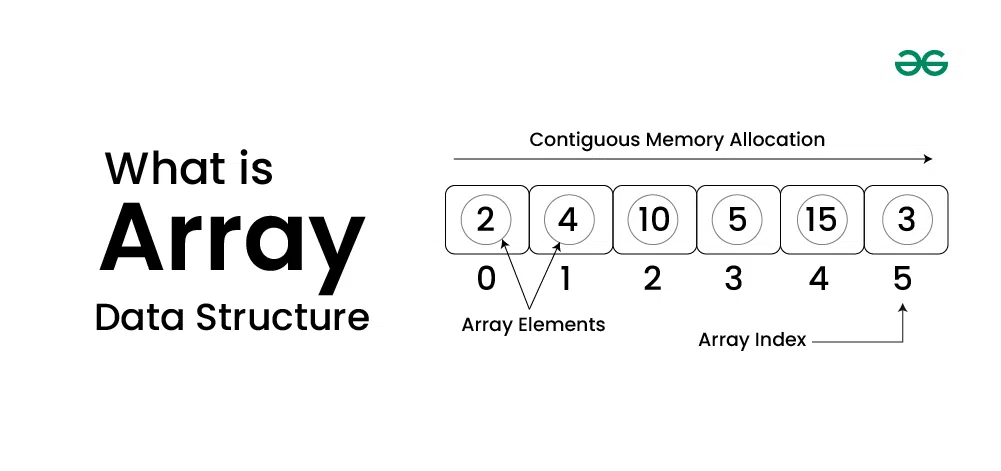 What is
Array
Data Structure
Contiguous Memory Allocation
2 4 10 5 15 3
0 1 2 3 4 5
Array Elements
Array Index